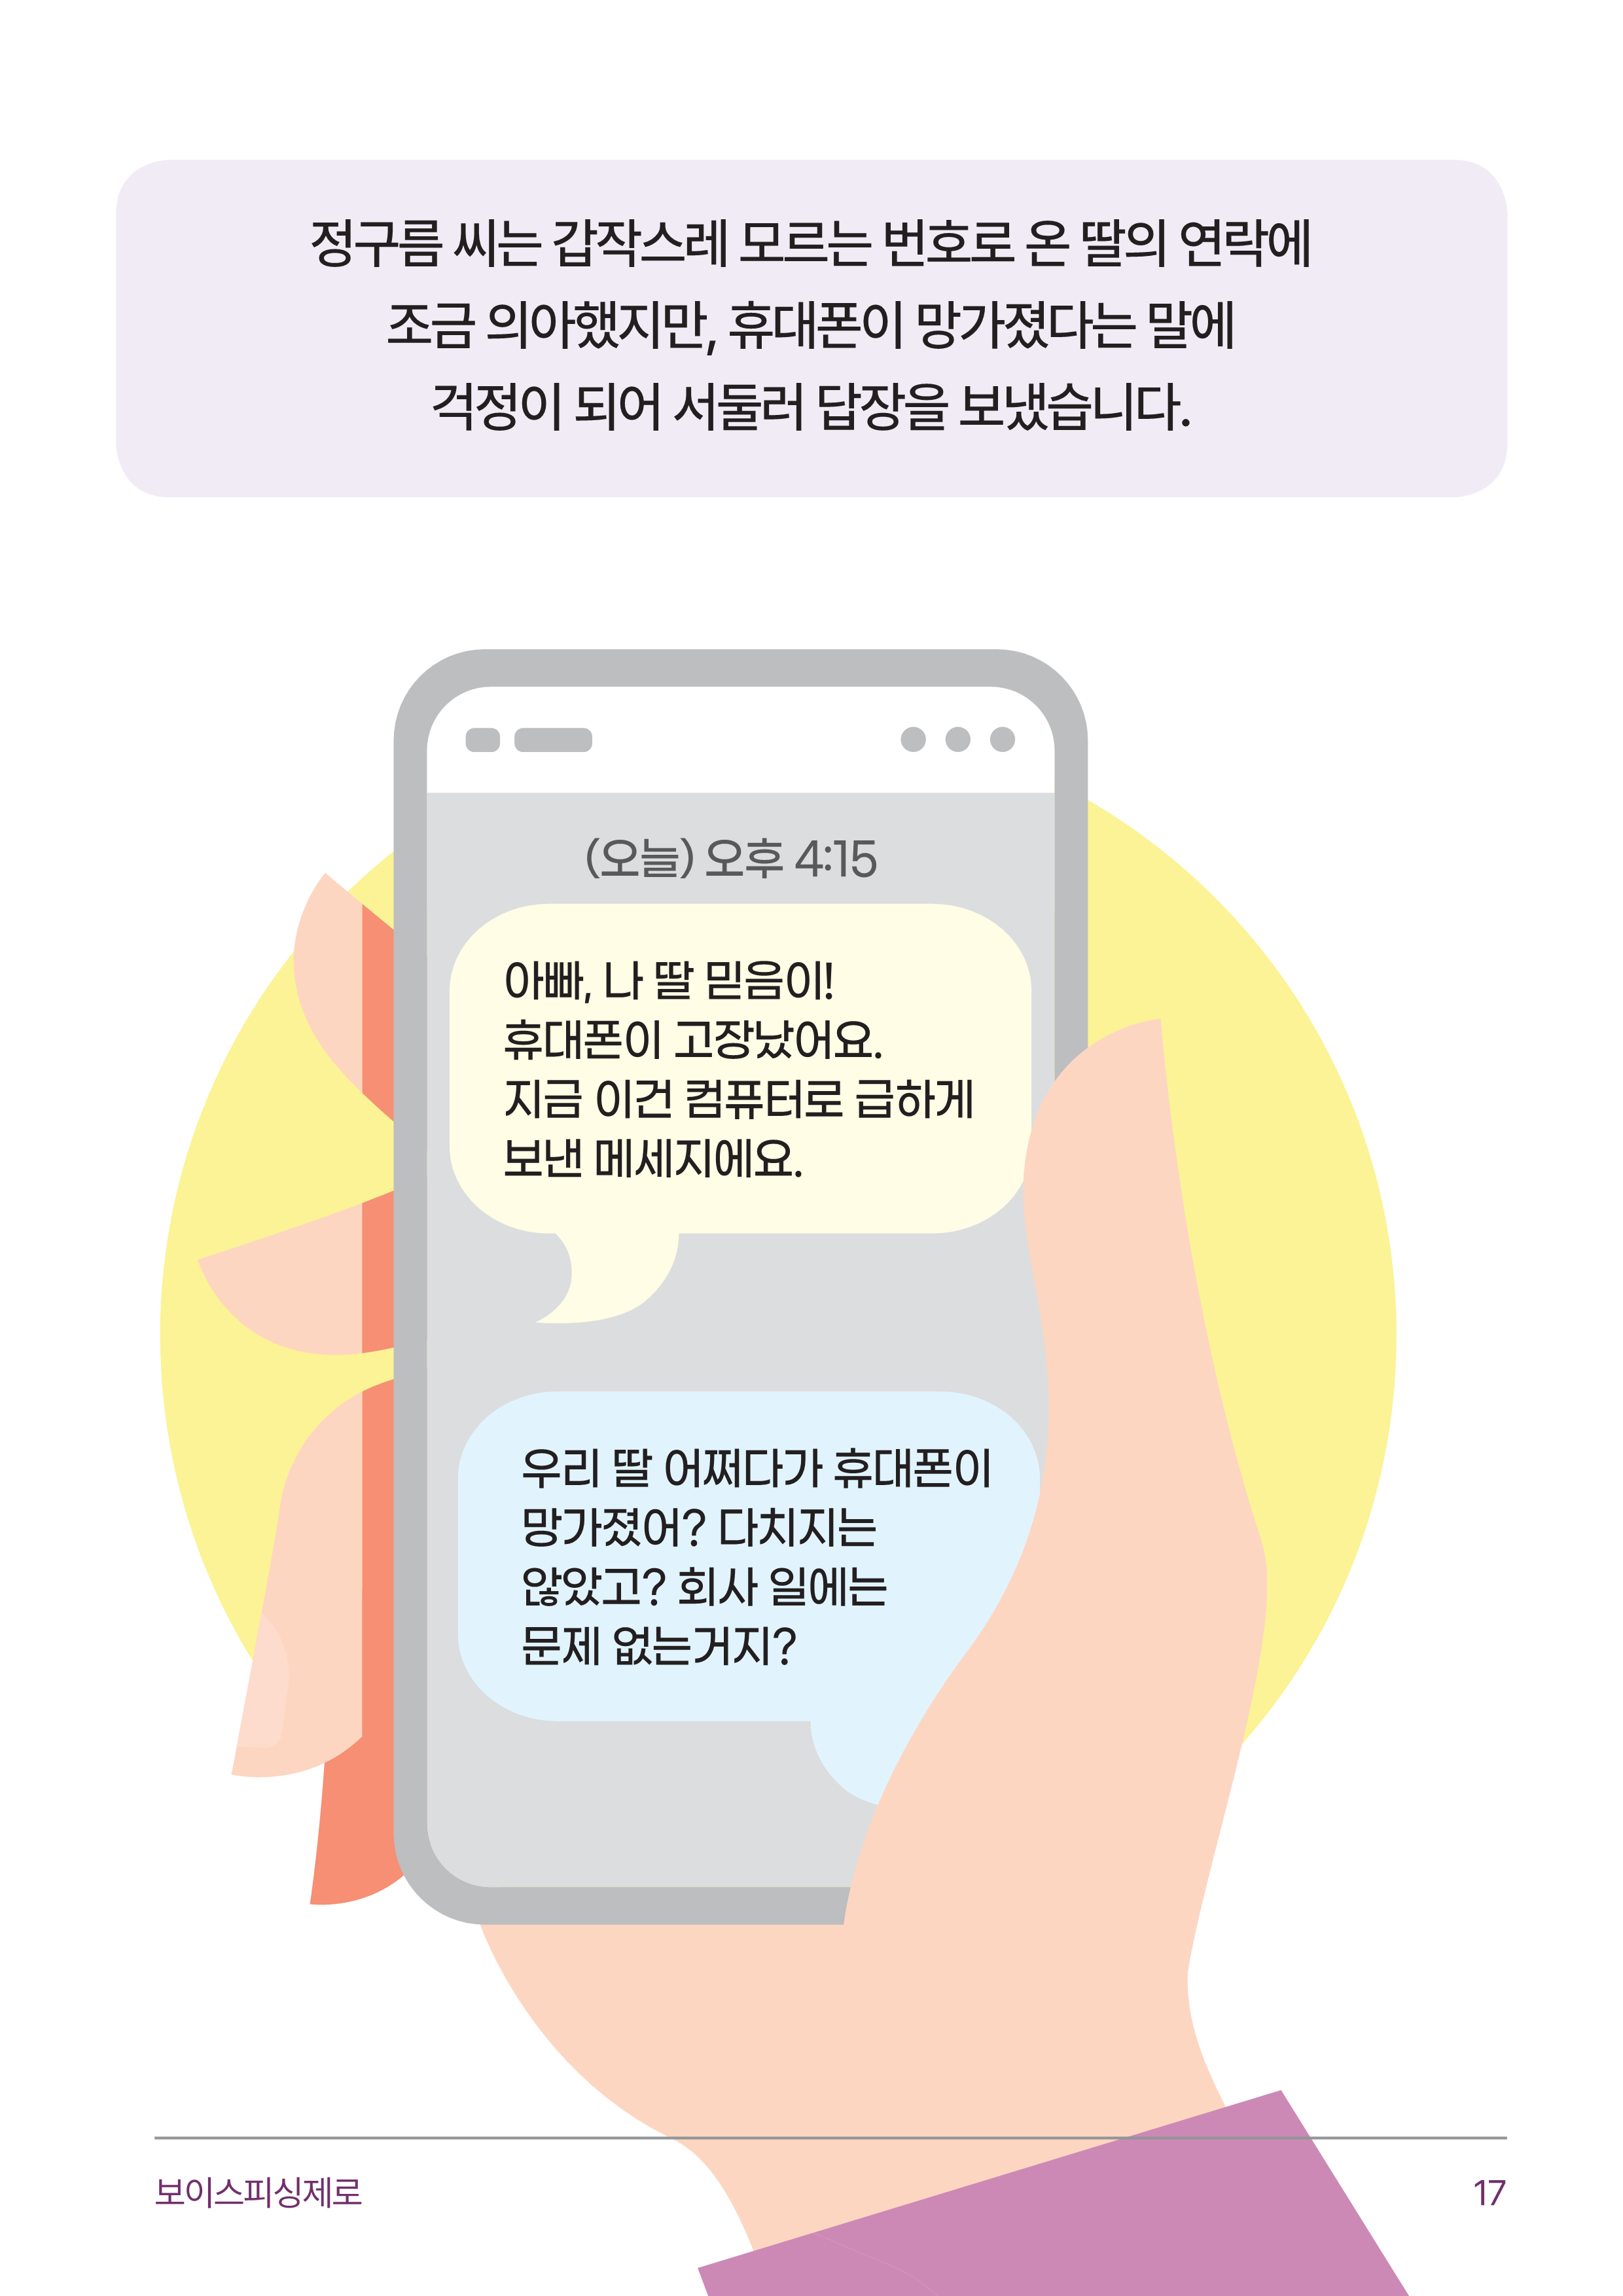 정구를 씨는 갑작스레 모르는 번호로 온 딸의 연락에
조금 의아했지만, 휴대폰이 망가졌다는 말에
걱정이 되어 서둘러 답장을 보냈습니다.
(오늘) 오후 4:15
아빠, 나 딸 믿음이!
휴대폰이 고장났어요.
지금 이건 컴퓨터로 급하게
보낸 메세지에요.
우리 딸 어쩌다가 휴대폰이
망가졌어? 다치지는
않았고? 회사 일에는
문제 없는거지?
보이스피싱제로
17